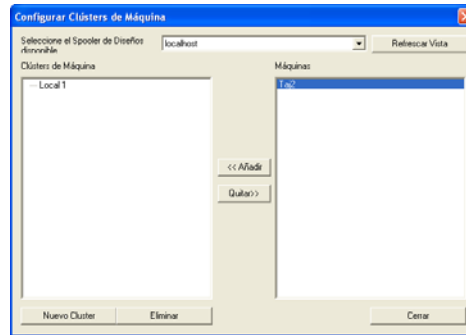 Configurar Clústers de Máquina
Seleccione el Spooler de Diseños
disponible
localhost
Refrescar Vista
Clústers de Máquina
Máquinas
Local 1
Taj2
<< Añadir
Quitar>>
Nuevo Cluster
Eliminar
Cerrar